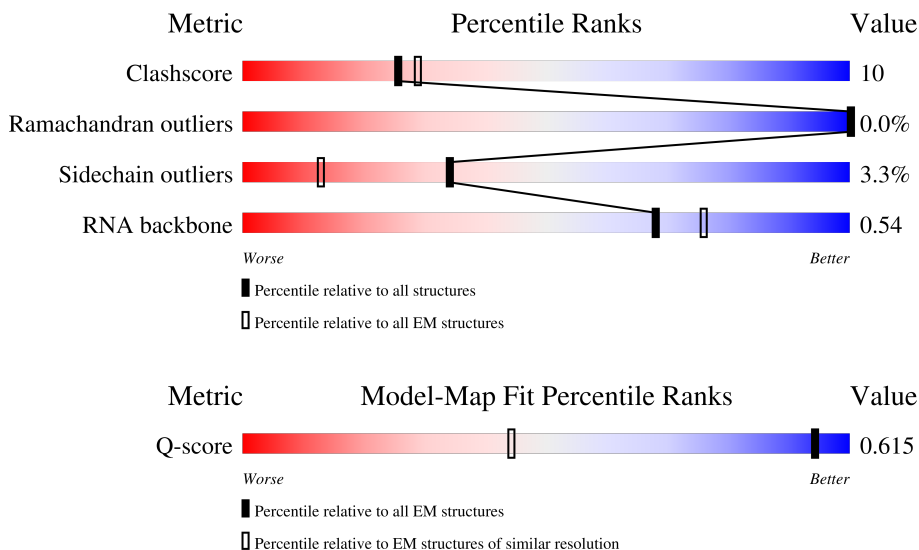 Metric Percentile Ranks Value
Clashscore 10
Ramachandran outliers 0.0%
Sidechain outliers 3.3%
RNA backbone 0.54
Worse Better
Percentile relative to all structures
Percentile relative to all EM structures
Metric Model-Map Fit Percentile Ranks Value
Q-score 0.615
Worse Better
Percentile relative to all EM structures
Percentile relative to EM structures of similar resolution